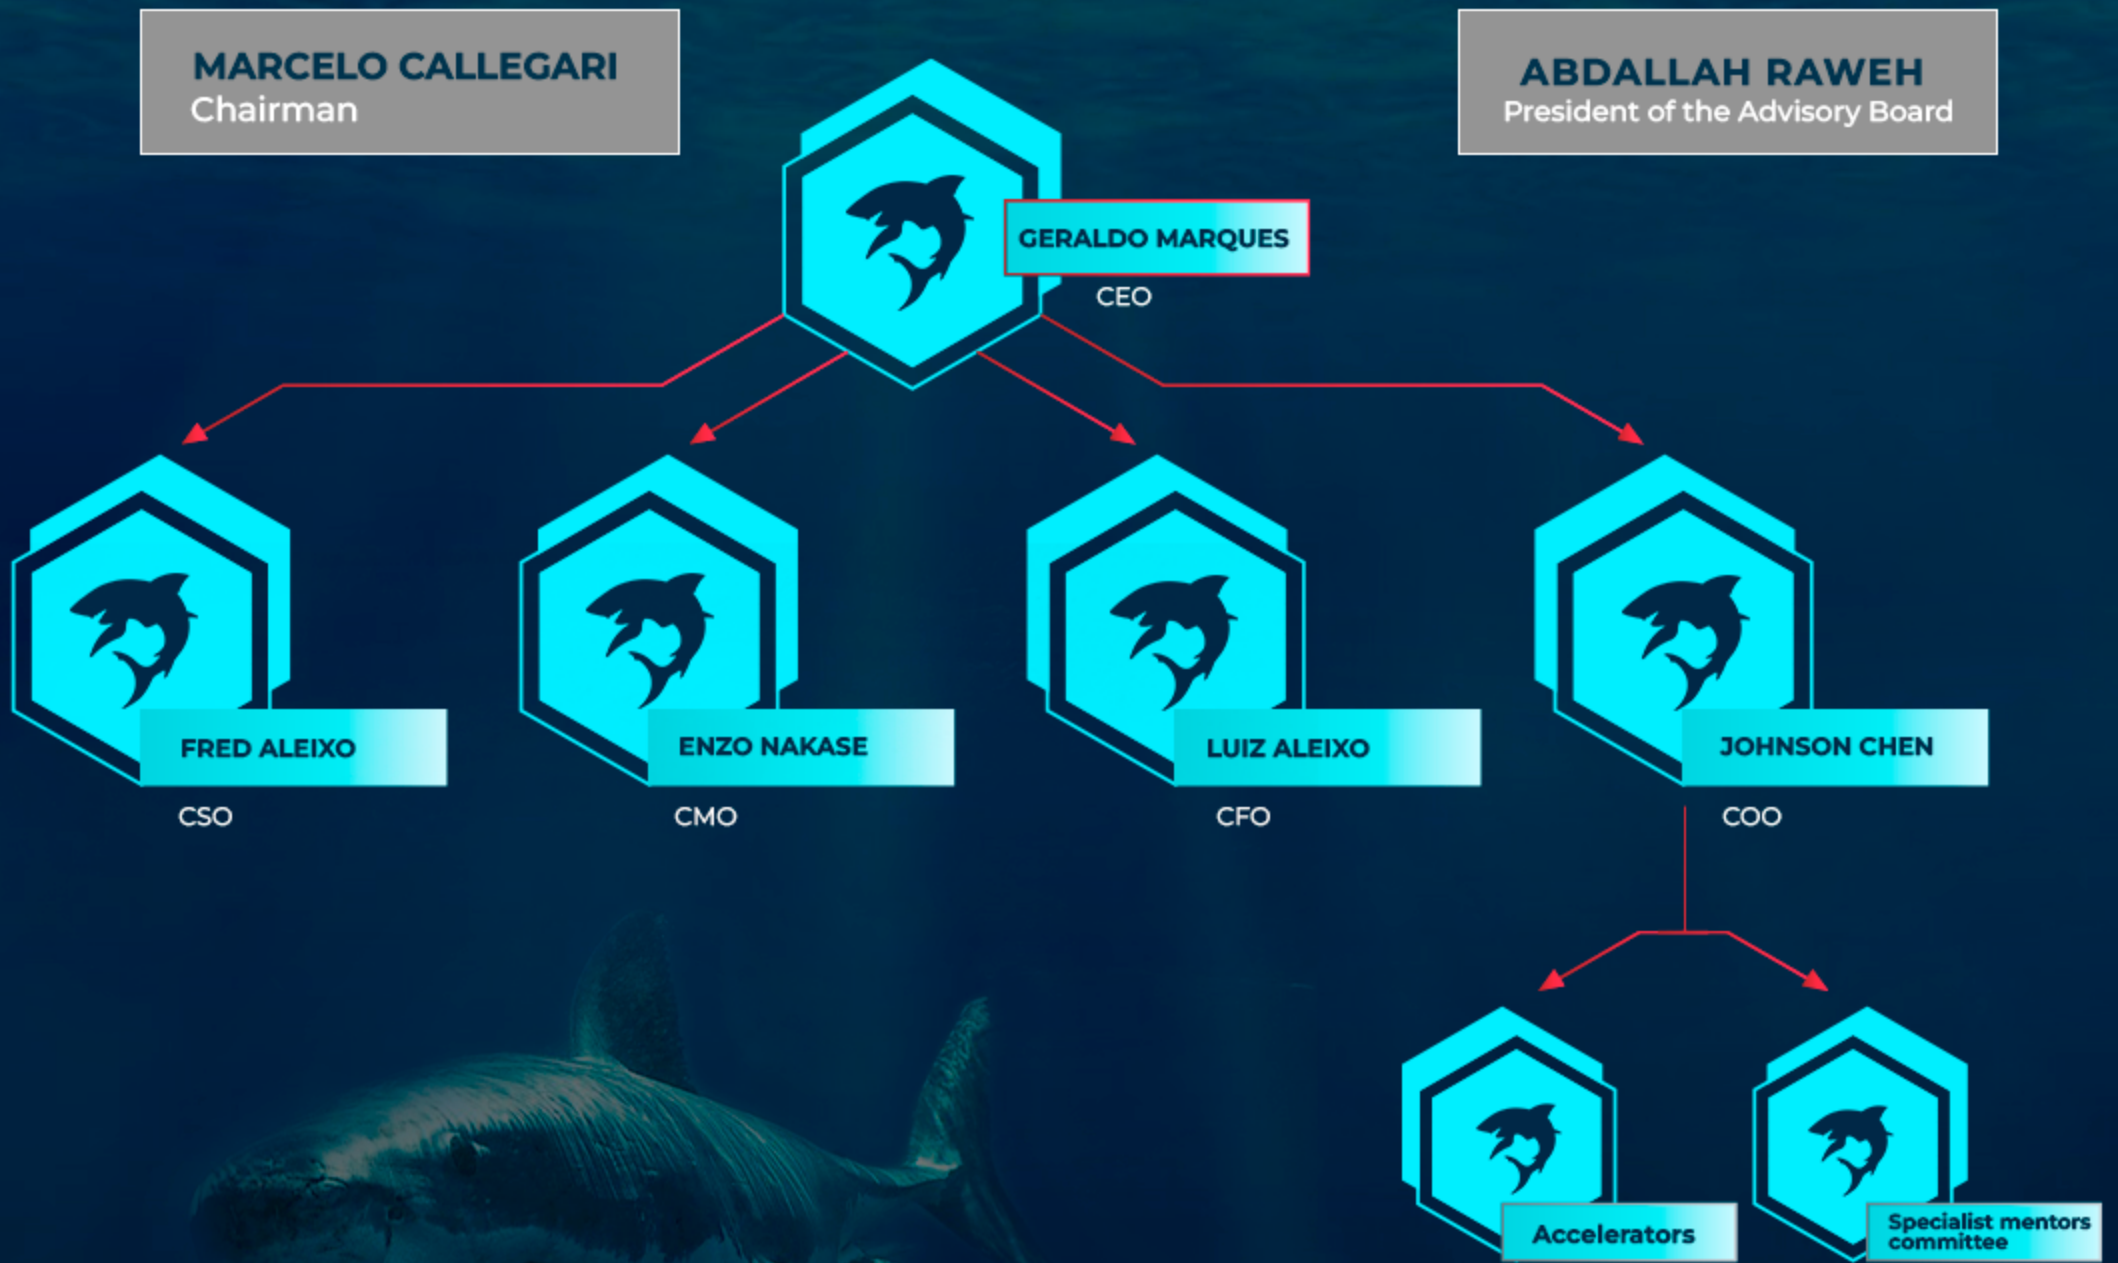 MARCELO CALLEGARI
Chairman
ABDALLAH RAWEH
President of the Advisory Board
GERALDO MARQUES
CEO
FRED ALEIXO
CSO
ENZO NAKASE
CMO
LUIZ ALEIXO
CFO
JOHNSON CHEN
COO
Accelerators
Specialist mentors
committee